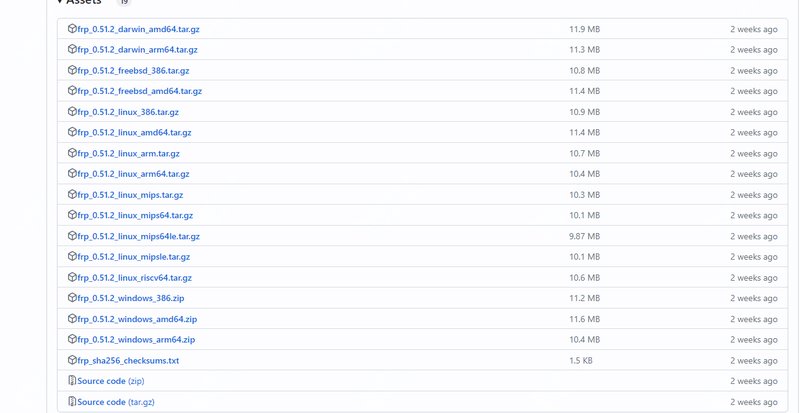 Assets 19
frp_0.51.2_darwin_amd64.tar.gz 11.9 MB 2 weeks ago
frp_0.51.2_darwin_arm64.tar.gz 11.3 MB 2 weeks ago
frp_0.51.2_freebsd_386.tar.gz 10.8 MB 2 weeks ago
frp_0.51.2_freebsd_amd64.tar.gz 11.4 MB 2 weeks ago
frp_0.51.2_linux_386.tar.gz 10.9 MB 2 weeks ago
frp_0.51.2_linux_amd64.tar.gz 11.4 MB 2 weeks ago
frp_0.51.2_linux_arm.tar.gz 10.7 MB 2 weeks ago
frp_0.51.2_linux_arm64.tar.gz 10.4 MB 2 weeks ago
frp_0.51.2_linux_mips.tar.gz 10.3 MB 2 weeks ago
frp_0.51.2_linux_mips64.tar.gz 10.1 MB 2 weeks ago
frp_0.51.2_linux_mips64le.tar.gz 9.87 MB 2 weeks ago
frp_0.51.2_linux_mipsle.tar.gz 10.1 MB 2 weeks ago
frp_0.51.2_linux_riscv64.tar.gz 10.6 MB 2 weeks ago
frp_0.51.2_windows_386.zip 11.2 MB 2 weeks ago
frp_0.51.2_windows_amd64.zip 11.6 MB 2 weeks ago
frp_0.51.2_windows_arm64.zip 10.4 MB 2 weeks ago
frp_sha256_checksums.txt 1.5 KB 2 weeks ago
Source code (zip) 2 weeks ago
Source code (tar.gz) 2 weeks ago